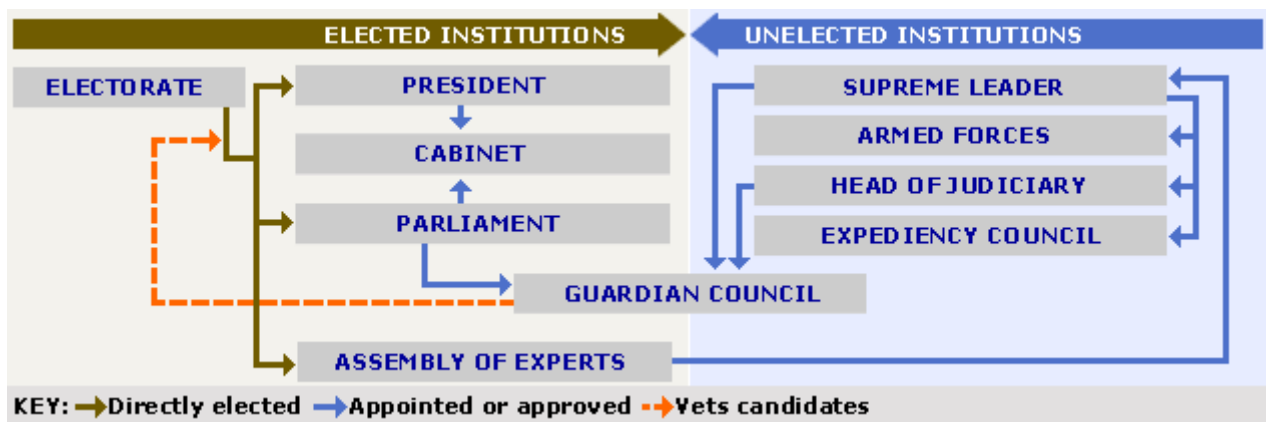 ELECTED INSTITUTIONS
UNELECTED INSTITUTIONS
ELECTORATE
PRESIDENT
CABINET
PARLIAMENT
SUPREME LEADER
ARMED FORCES
HEAD OF JUDICIARY
EXPEDIENCY COUNCIL
GUARDIAN COUNCIL
ASSEMBLY OF EXPERTS
KEY: Directly elected Appointed or approved Vets candidates